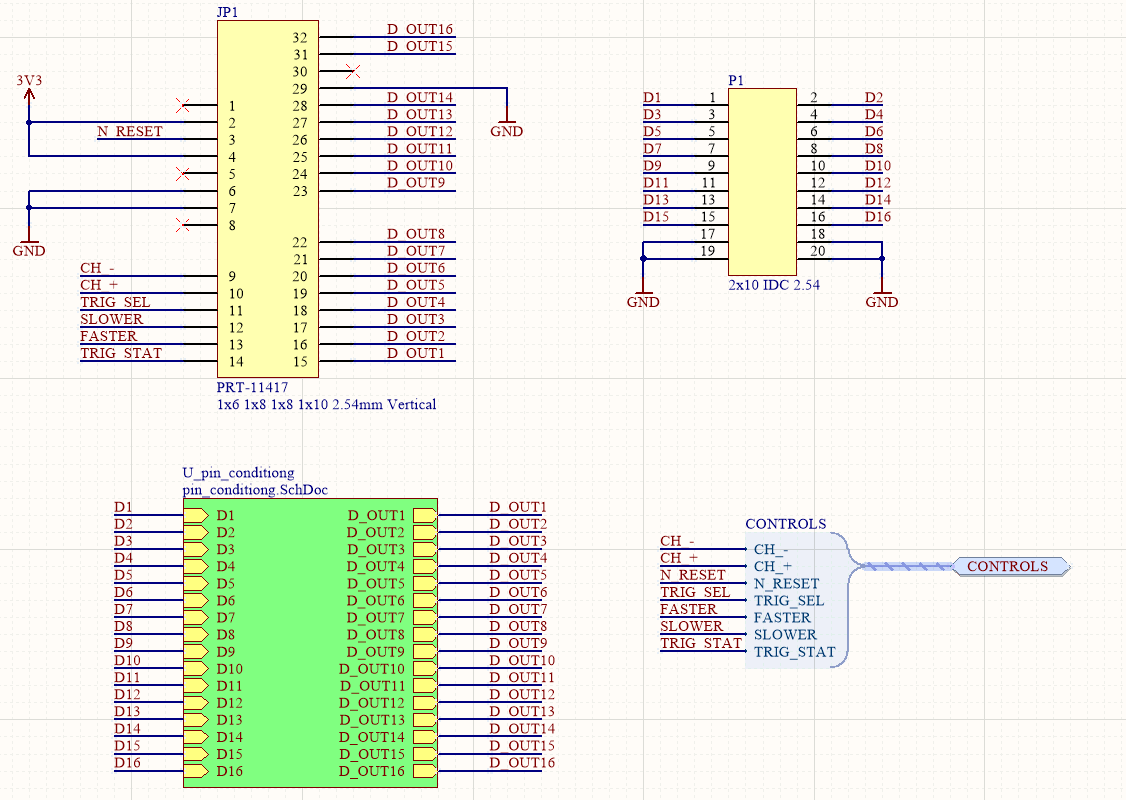 JP1
32 D_OUT16
31 D_OUT15
30
29
3V3
1 28 D_OUT14
2 27 D_OUT13
N_RESET 3 26 D_OUT12
4 25 D_OUT11
5 24 D_OUT10
6 23 D_OUT9
7
8
GND
GND
22 D_OUT8
21 D_OUT7
CH_- 9 20 D_OUT6
CH_+ 10 19 D_OUT5
TRIG_SEL 11 18 D_OUT4
SLOWER 12 17 D_OUT3
FASTER 13 16 D_OUT2
TRIG_STAT 14 15 D_OUT1
PRT-11417
1x6 1x8 1x8 1x10 2.54mm Vertical
P1
D1 1 2 D2
D3 3 4 D4
D5 5 6 D6
D7 7 8 D8
D9 9 10 D10
D11 11 12 D12
D13 13 14 D14
D15 15 16 D16
17 18
19 20
2x10 IDC 2.54
GND GND
U_pin_conditiong
pin_conditiong.SchDoc
D1 D1 D_OUT1 D_OUT1
D2 D2 D_OUT2 D_OUT2
D3 D3 D_OUT3 D_OUT3
D4 D4 D_OUT4 D_OUT4
D5 D5 D_OUT5 D_OUT5
D6 D6 D_OUT6 D_OUT6
D7 D7 D_OUT7 D_OUT7
D8 D8 D_OUT8 D_OUT8
D9 D9 D_OUT9 D_OUT9
D10 D10 D_OUT10 D_OUT10
D11 D11 D_OUT11 D_OUT11
D12 D12 D_OUT12 D_OUT12
D13 D13 D_OUT13 D_OUT13
D14 D14 D_OUT14 D_OUT14
D15 D15 D_OUT15 D_OUT15
D16 D16 D_OUT16 D_OUT16
CONTROLS
CH_- CH_-
CH_+ CH_+
N_RESET N_RESET
TRIG_SEL TRIG_SEL
FASTER FASTER
SLOWER SLOWER
TRIG_STAT TRIG_STAT
CONTROLS